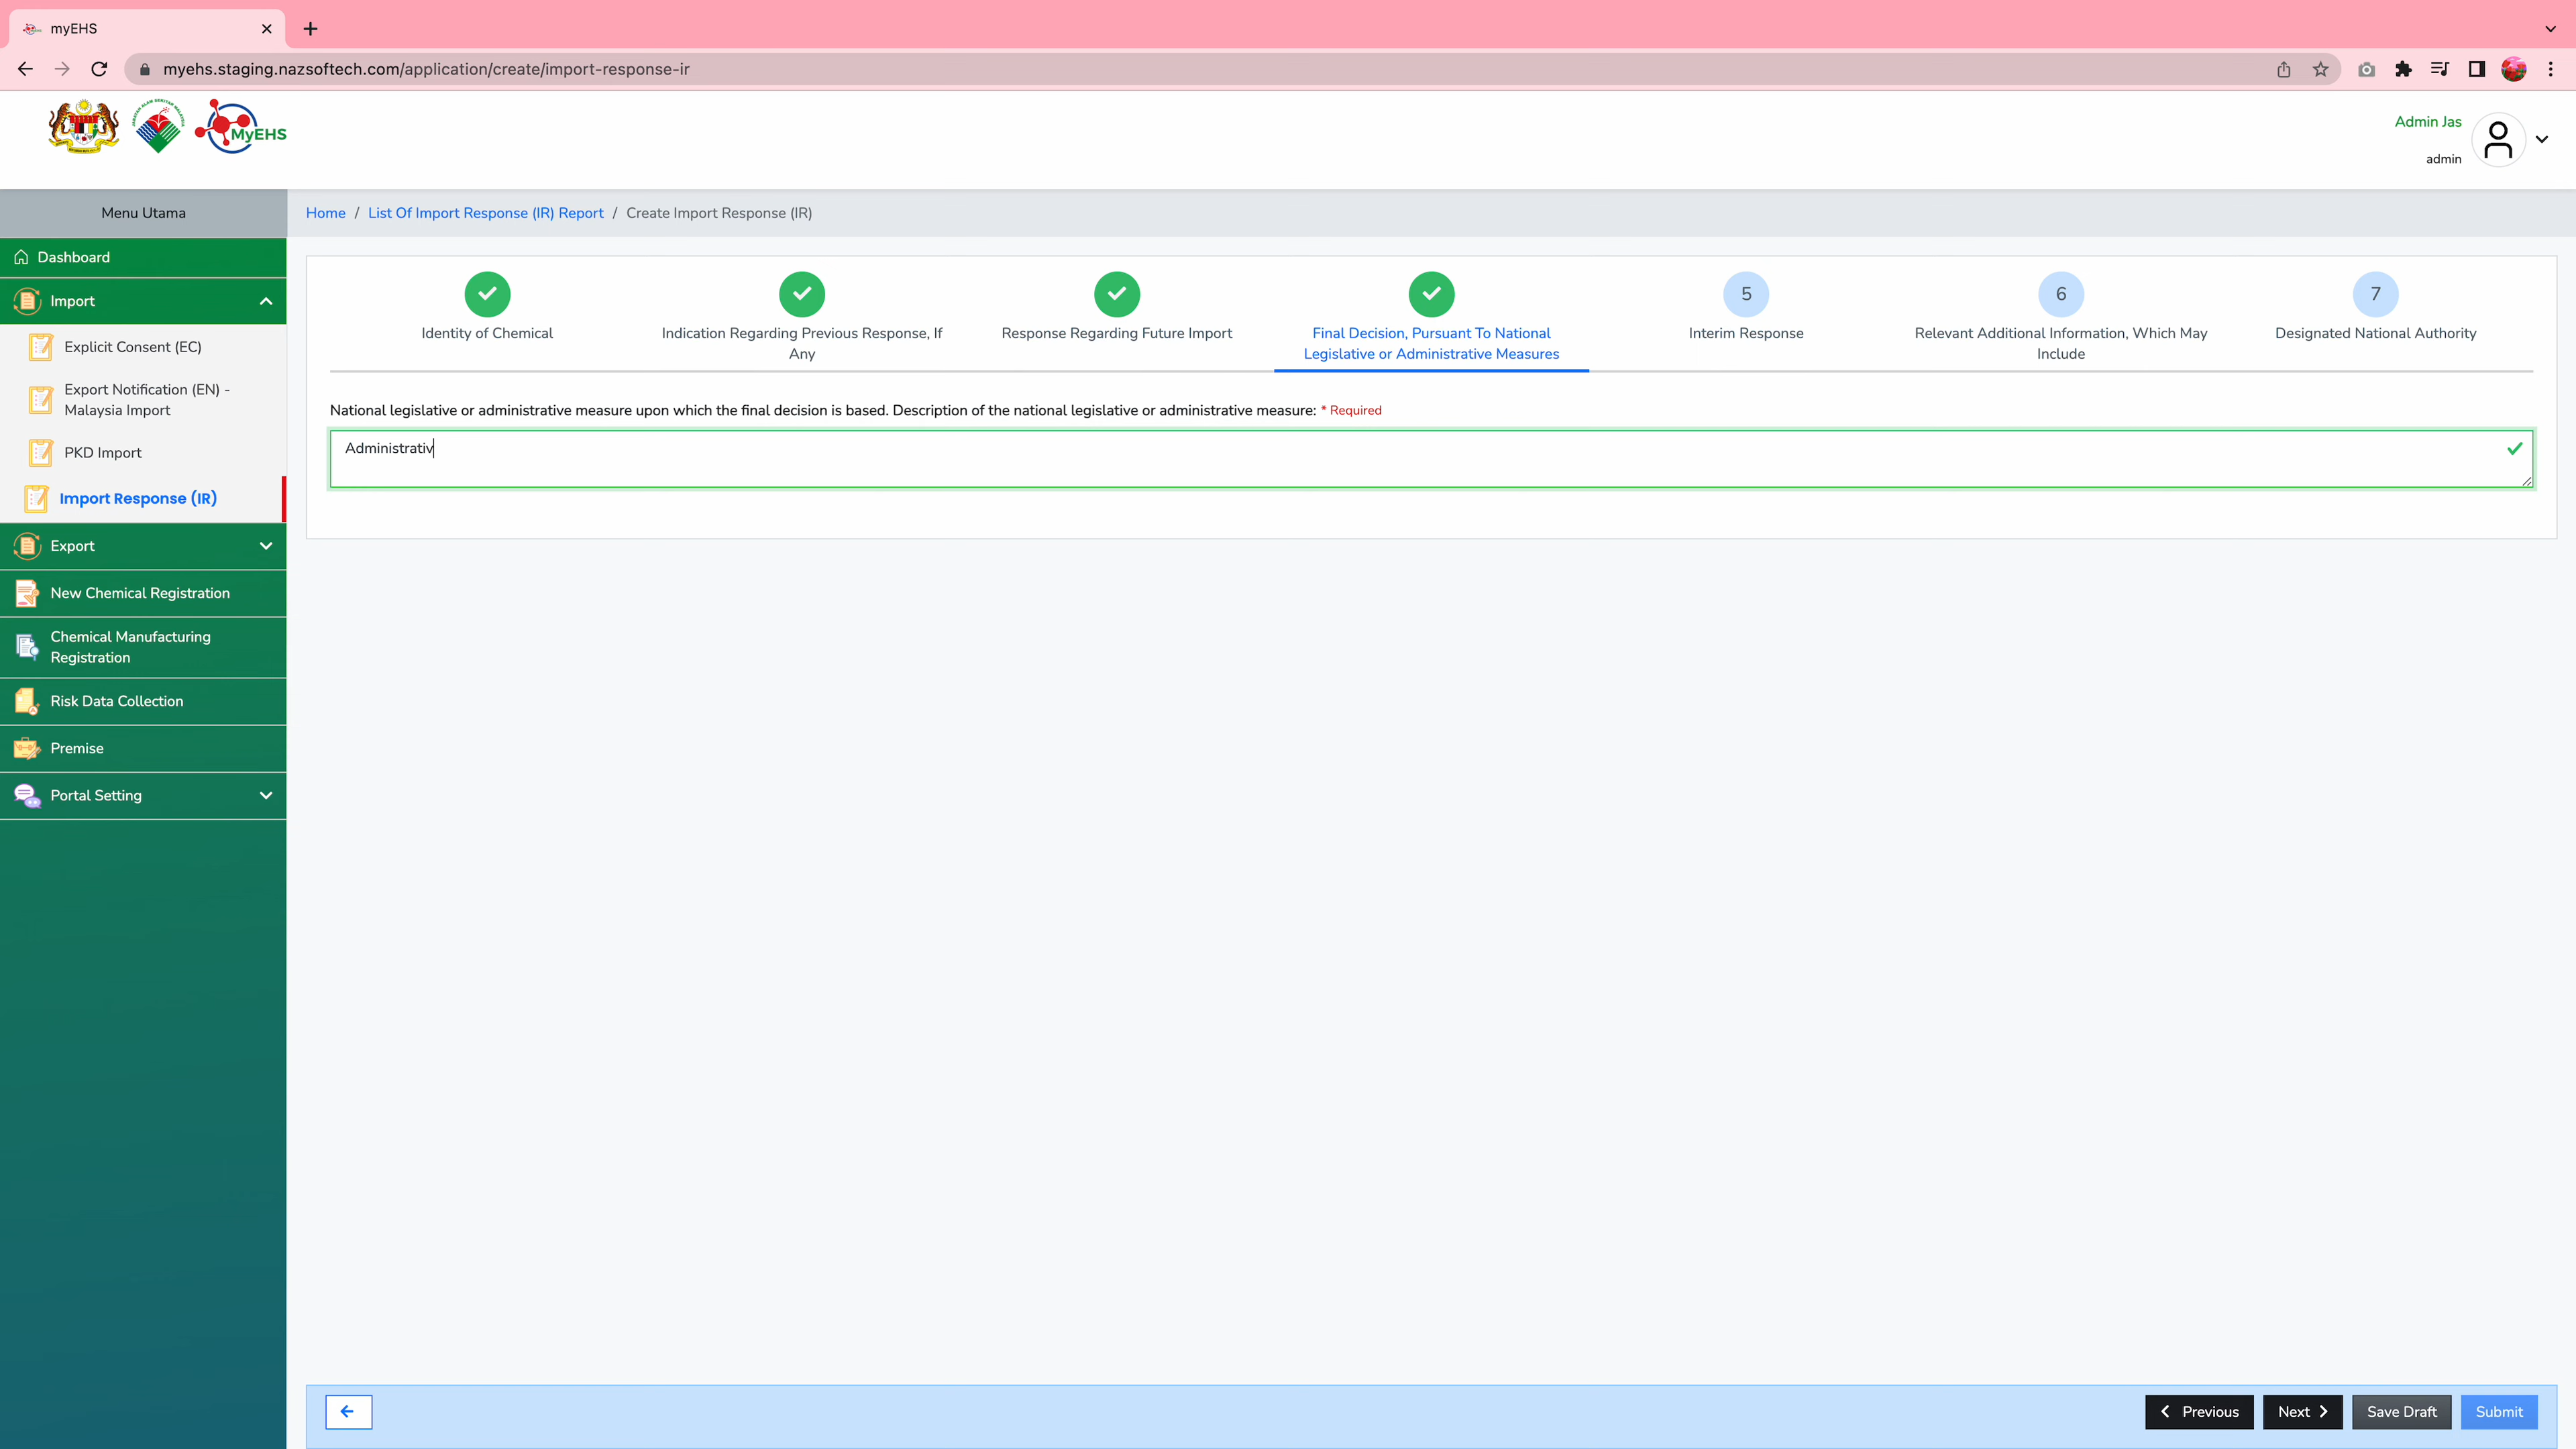 myEHS
myehs.staging.nazsoftech.com/application/create/import-response-ir
MyEHS
Admin Jas
admin
Menu Utama
Home / List Of Import Response (IR) Report / Create Import Response (IR)
Dashboard
Import
Explicit Consent (EC)
Export Notification (EN) -
Malaysia Import
PKD Import
Import Response (IR)
Export
New Chemical Registration
Chemical Manufacturing
Registration
Risk Data Collection
Premise
Portal Setting
Identity of Chemical
Indication Regarding Previous Response, If
Any
Response Regarding Future Import
Final Decision, Pursuant To National
Legislative or Administrative Measures
5
Interim Response
6
Relevant Additional Information, Which May
Include
7
Designated National Authority
National legislative or administrative measure upon which the final decision is based. Description of the national legislative or administrative measure: * Required
Administrativ
Previous
Next
Save Draft
Submit